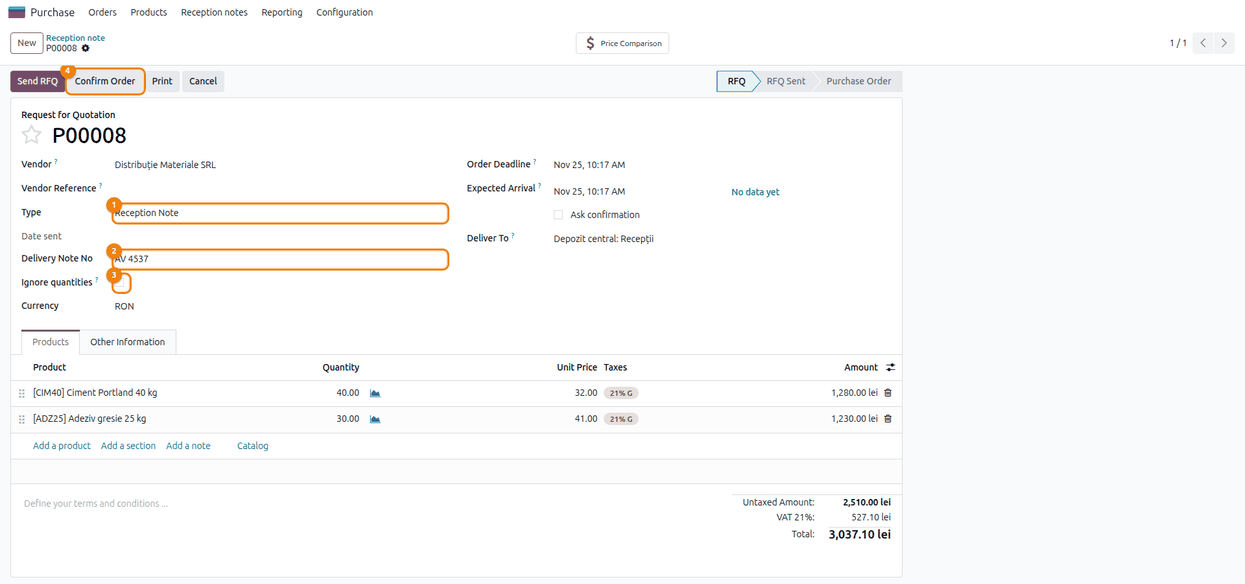 Purchase Orders Products Reception notes Reporting Configuration
New Reception note
P00008
$ Price Comparison
1 / 1
Send RFQ 4 Confirm Order Print Cancel
RFQ RFQ Sent Purchase Order
Request for Quotation
P00008
Vendor ? Distribuție Materiale SRL
Order Deadline ? Nov 25, 10:17 AM
Vendor Reference ?
Expected Arrival ? Nov 25, 10:17 AM No data yet
1
Type Reception Note
Ask confirmation
Date sent
Deliver To ? Depozit central: Recepții
2
Delivery Note No AV 4537
3
Ignore quantities ?
Currency RON
Products Other Information
Product Quantity Unit Price Taxes Amount
[CIM40] Ciment Portland 40 kg 40.00 32.00 21% G 1,280.00 lei
[ADZ25] Adeziv gresie 25 kg 30.00 41.00 21% G 1,230.00 lei
Add a product Add a section Add a note Catalog
Define your terms and conditions ...
Untaxed Amount: 2,510.00 lei
VAT 21%: 527.10 lei
Total: 3,037.10 lei